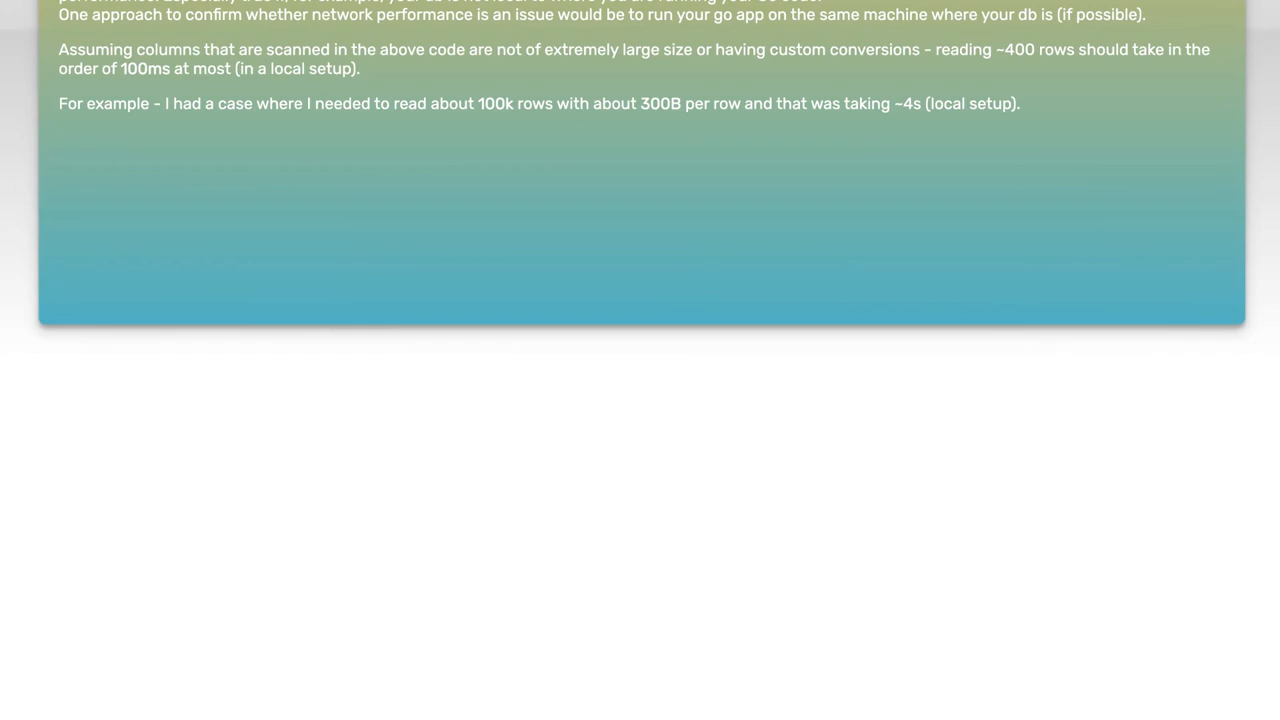 One approach to confirm whether network performance is an issue would be to run your go app on the same machine where your db is (if possible).
Assuming columns that are scanned in the above code are not of extremely large size or having custom conversions - reading ~400 rows should take in the
order of 100ms at most (in a local setup).
For example - I had a case where I needed to read about 100k rows with about 300B per row and that was taking ~4s (local setup).